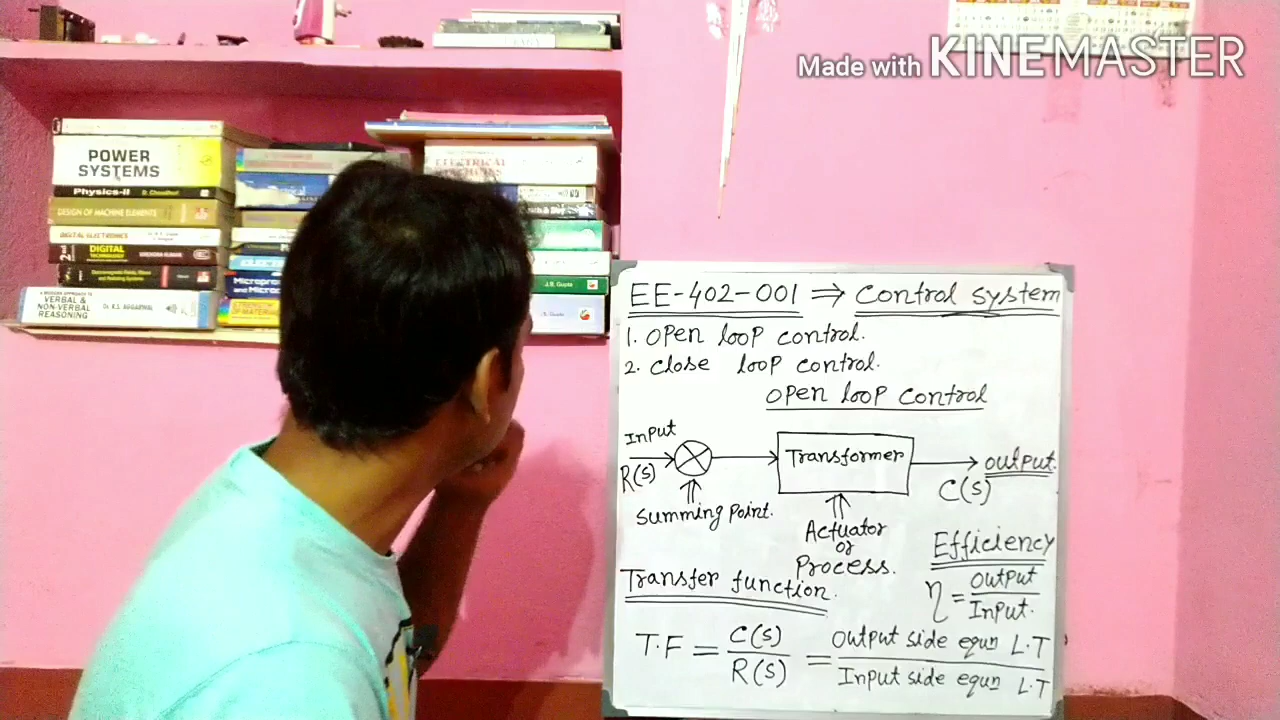 Made with KINEMASTER
POWER
SYSTEMS
Physics-II
DESIGN OF MACHINE ELEMENTS
DIGITAL ELECTRONICS
DIGITAL
VERBAL &
NON-VERBAL
REASONING
ELECTRICAL
J.B. Gupta
EE-402-001 ⇒ Control system
1. Open loop control.
2. Close loop control.
Open loop control
Input
R(S)
Transformer
output.
C(S)
Summing Point.
Actuator
or
Process.
Efficiency
η = Output / Input.
Transfer function.
T.F = C(S) / R(S) = Output side equn L.T / Input side equn L.T